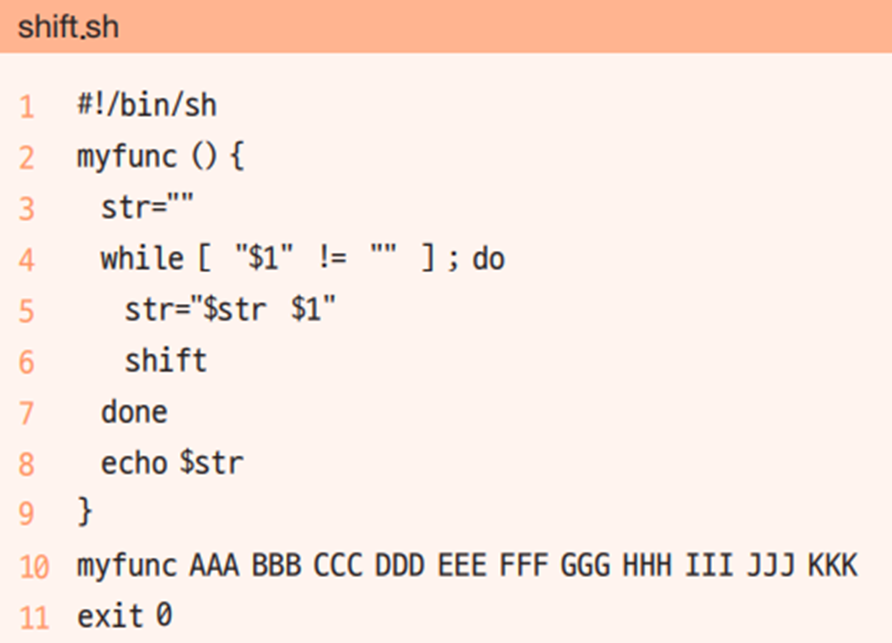 shift.sh
1 #!/bin/sh
2 myfunc () {
3 str=""
4 while [ "$1" != "" ] ; do
5 str="$str $1"
6 shift
7 done
8 echo $str
9 }
10 myfunc AAA BBB CCC DDD EEE FFF GGG HHH III JJJ KKK
11 exit 0